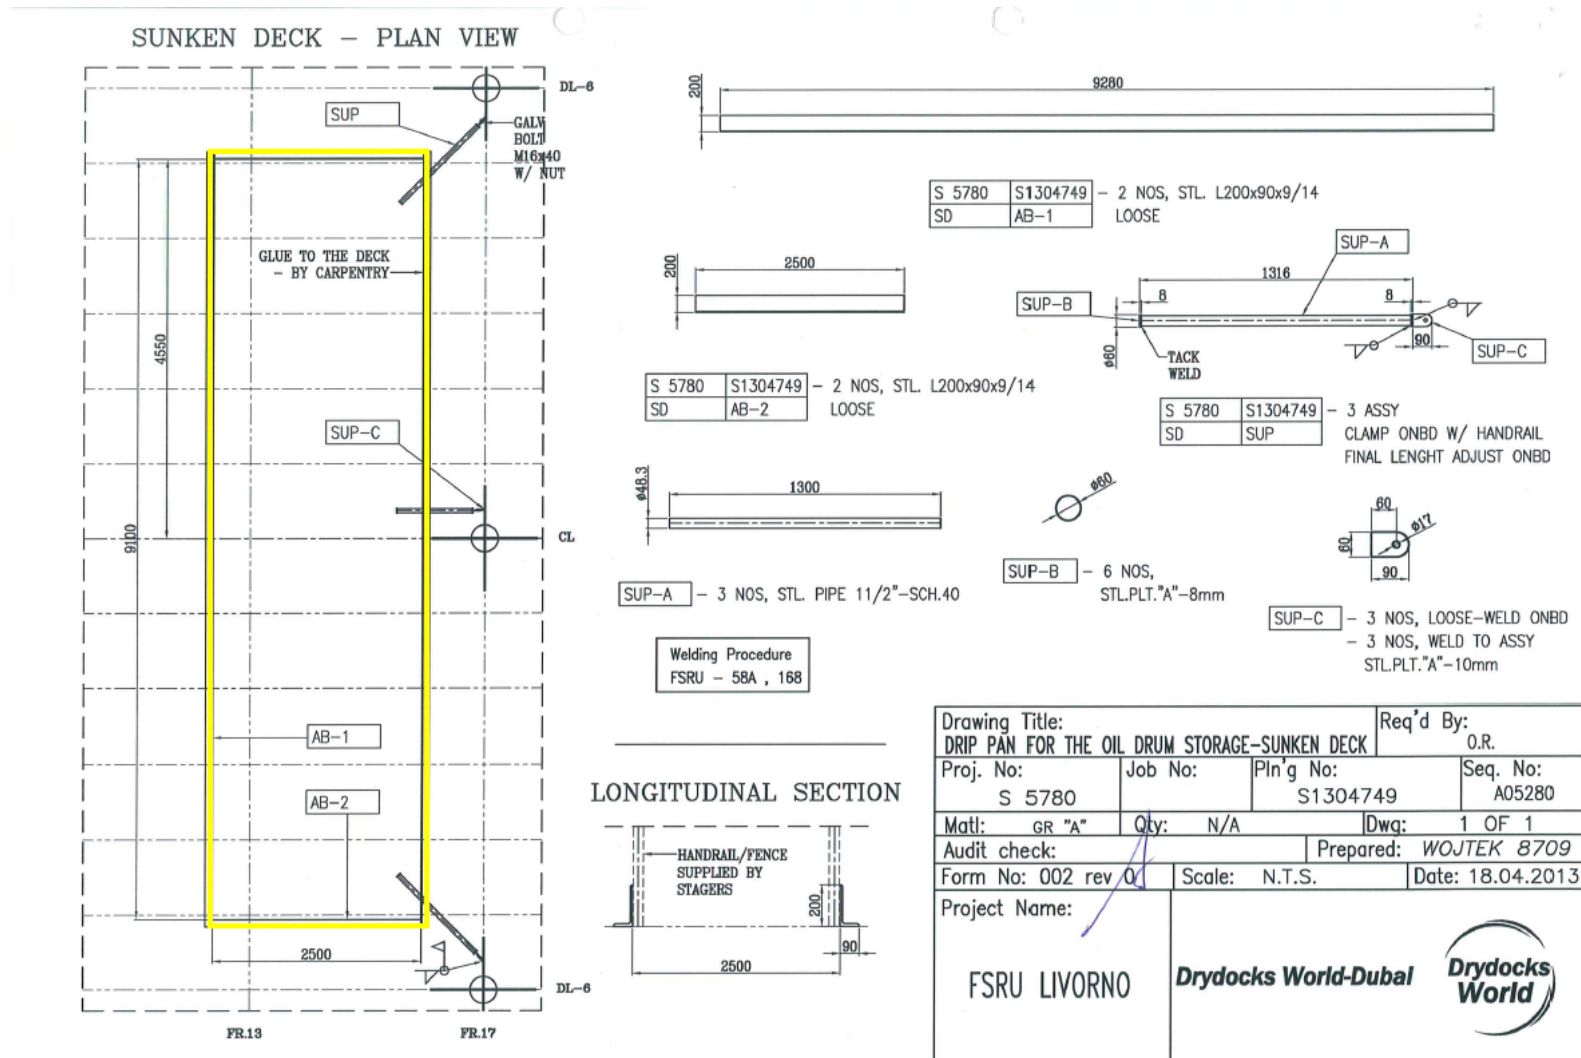 SUNKEN DECK - PLAN VIEW
DL-6
SUP
GALV
BOLT
M16x40
W/ NUT
GLUE TO THE DECK
- BY CARPENTRY
4550
9100
SUP-C
CL
AB-1
AB-2
2500
DL-6
FR.13
FR.17
9280
200
S 5780 S1304749 - 2 NOS, STL. L200x90x9/14
SD AB-1 LOOSE
2500
200
S 5780 S1304749 - 2 NOS, STL. L200x90x9/14
SD AB-2 LOOSE
SUP-A
1316
SUP-B
8
8
ø60
TACK
WELD
90
SUP-C
S 5780 S1304749 - 3 ASSY
SD SUP CLAMP ONBD W/ HANDRAIL
FINAL LENGHT ADJUST ONBD
1300
ø48.3
SUP-A - 3 NOS, STL. PIPE 11/2"-SCH.40
ø60
SUP-B - 6 NOS,
STL.PLT."A"-8mm
60
ø17
60
90
SUP-C - 3 NOS, LOOSE-WELD ONBD
- 3 NOS, WELD TO ASSY
STL.PLT."A"-10mm
Welding Procedure
FSRU - 58A , 168
LONGITUDINAL SECTION
HANDRAIL/FENCE
SUPPLIED BY
STAGERS
200
90
2500
Drawing Title: Req'd By:
DRIP PAN FOR THE OIL DRUM STORAGE-SUNKEN DECK O.R.
Proj. No: Job No: Pln'g No: Seq. No:
S 5780 S1304749 A05280
Matl: GR "A" Qty: N/A Dwg: 1 OF 1
Audit check: Prepared: WOJTEK 8709
Form No: 002 rev 0 Scale: N.T.S. Date: 18.04.2013
Project Name:
FSRU LIVORNO
Drydocks World-Dubai
Drydocks
World